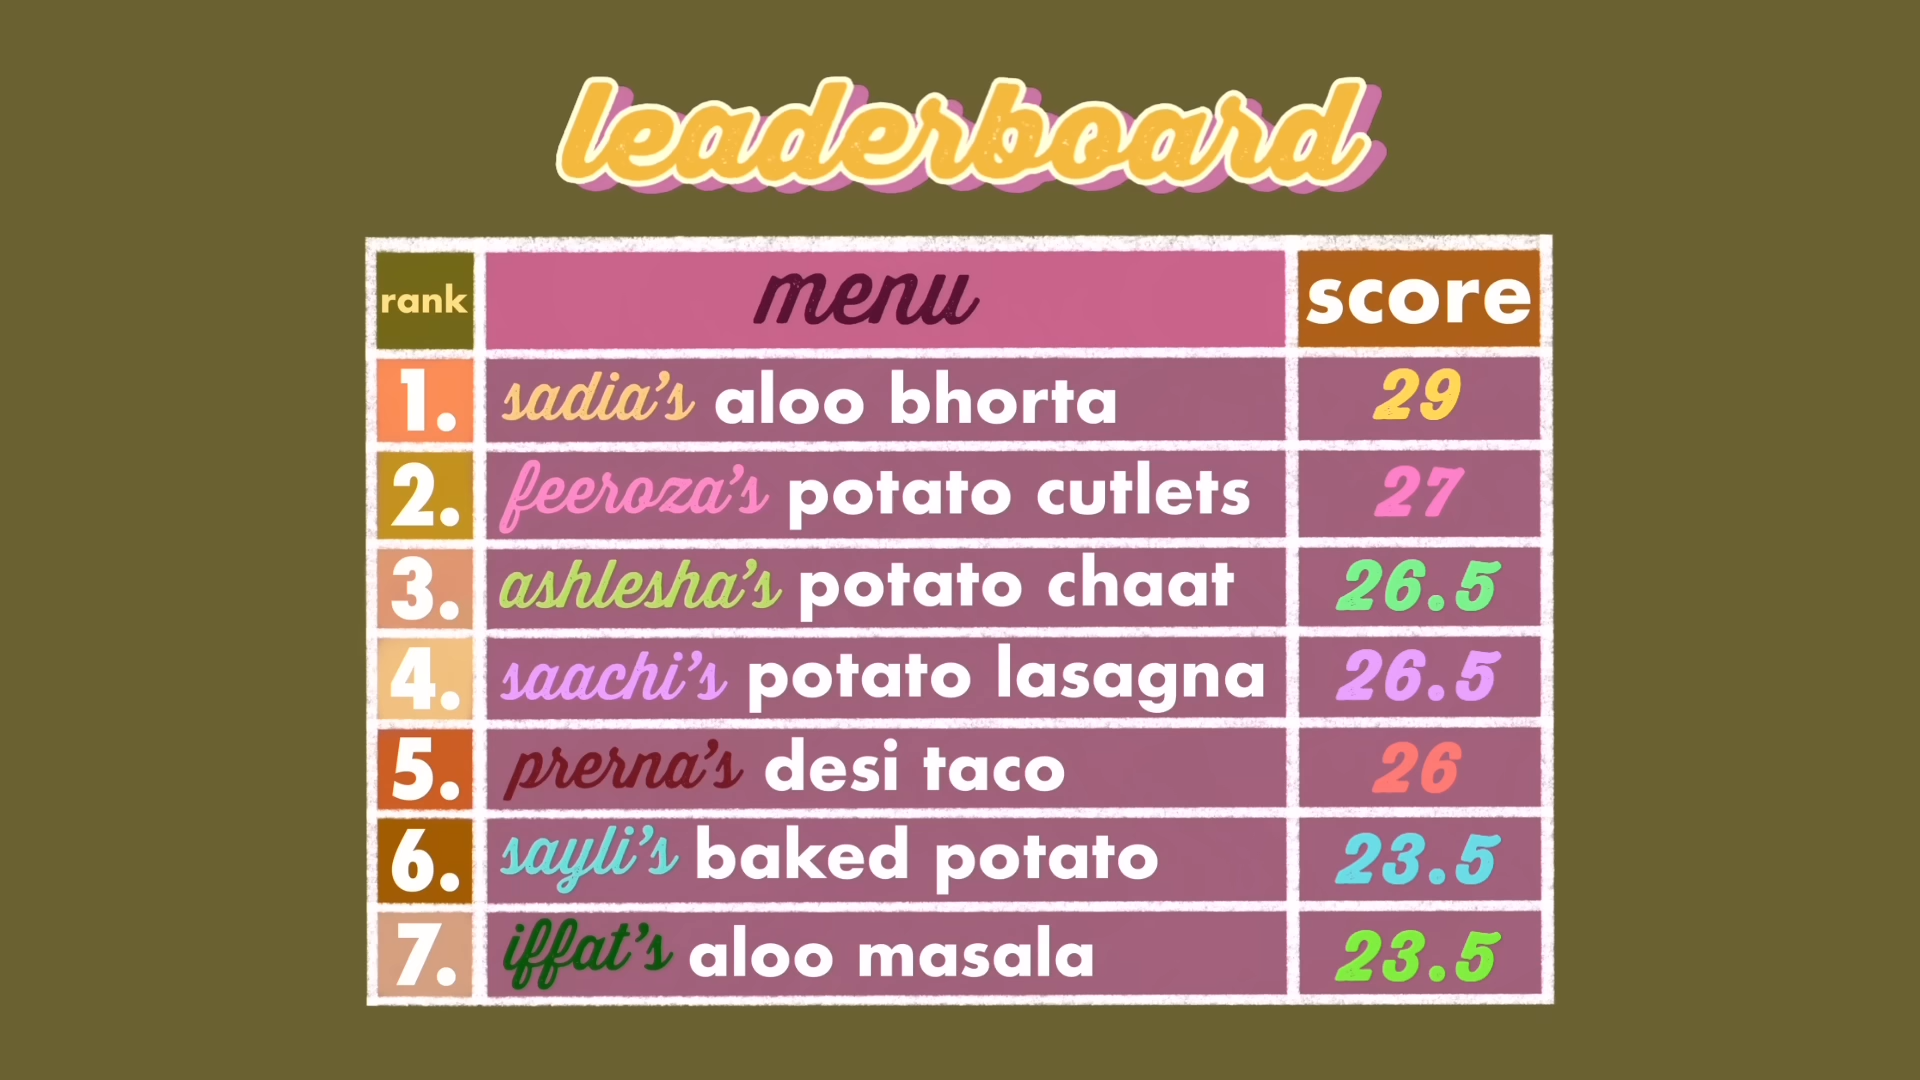 leaderboard
rank menu score
1. sadia's aloo bhorta 29
2. feeroza's potato cutlets 27
3. ashlesha's potato chaat 26.5
4. saachi's potato lasagna 26.5
5. prerna's desi taco 26
6. sayli's baked potato 23.5
7. iffat's aloo masala 23.5